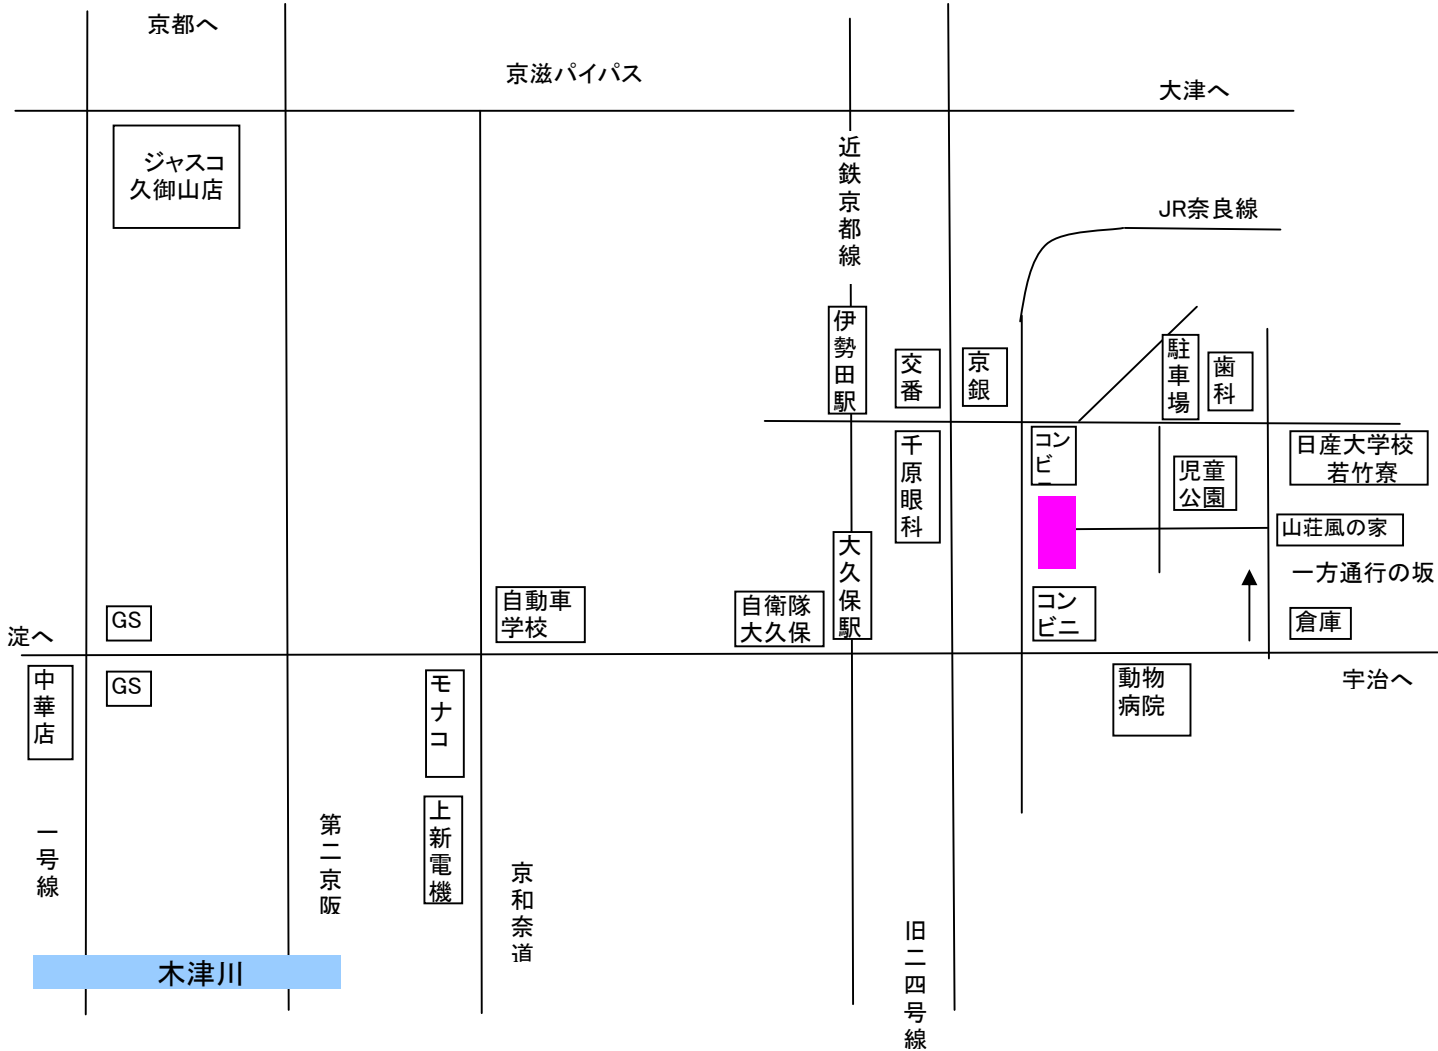 京都へ
京滋パイパス
大津へ
ジャスコ
久御山店
近鉄京都線
JR奈良線
伊勢田駅
交番
京銀
駐車場
歯科
コン
ビ
千原眼科
児童
公園
日産大学校
若竹寮
山荘風の家
一方通行の坂
大久保駅
自動車
学校
自衛隊
大久保
コン
ビニ
倉庫
GS
淀へ
宇治へ
中華店
GS
モナコ
動物
病院
上新電機
一号線
第二京阪
京和奈道
旧二四号線
木津川